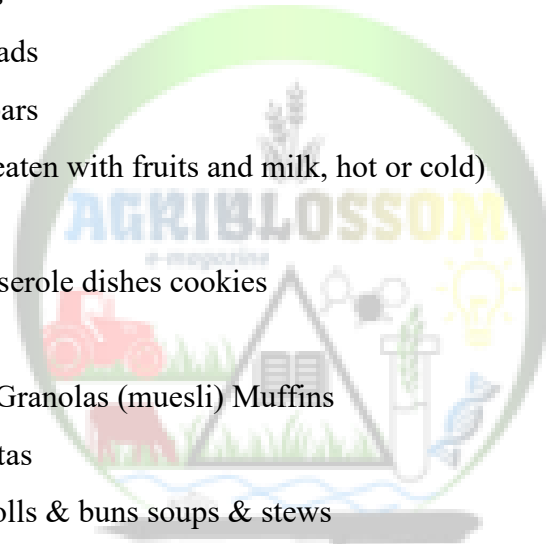 ads
ars
eaten with fruits and milk, hot or cold)
AGRIBLOSSOM
e-magazine
serole dishes cookies
Granolas (muesli) Muffins
tas
olls & buns soups & stews